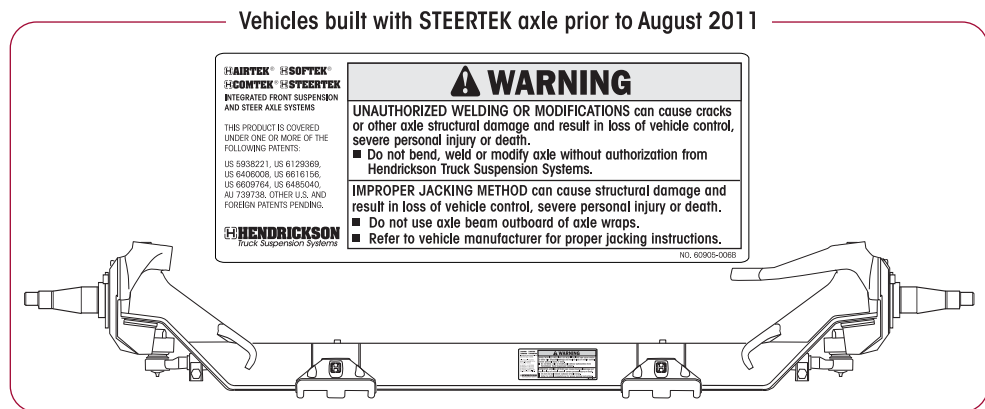 Vehicles built with STEERTEK axle prior to August 2011
AIRTEK® SOFTEK®
COMTEK® STEERTEK
INTEGRATED FRONT SUSPENSION
AND STEER AXLE SYSTEMS
THIS PRODUCT IS COVERED
UNDER ONE OR MORE OF THE
FOLLOWING PATENTS:
US 5938221, US 6129369,
US 6406008, US 6616156,
US 6609764, US 6485040,
AU 739738. OTHER U.S. AND
FOREIGN PATENTS PENDING.
HENDRICKSON
Truck Suspension Systems
WARNING
UNAUTHORIZED WELDING OR MODIFICATIONS can cause cracks
or other axle structural damage and result in loss of vehicle control,
severe personal injury or death.
■ Do not bend, weld or modify axle without authorization from
Hendrickson Truck Suspension Systems.
IMPROPER JACKING METHOD can cause structural damage and
result in loss of vehicle control, severe personal injury or death.
■ Do not use axle beam outboard of axle wraps.
■ Refer to vehicle manufacturer for proper jacking instructions.
NO. 60905-006B
WARNING